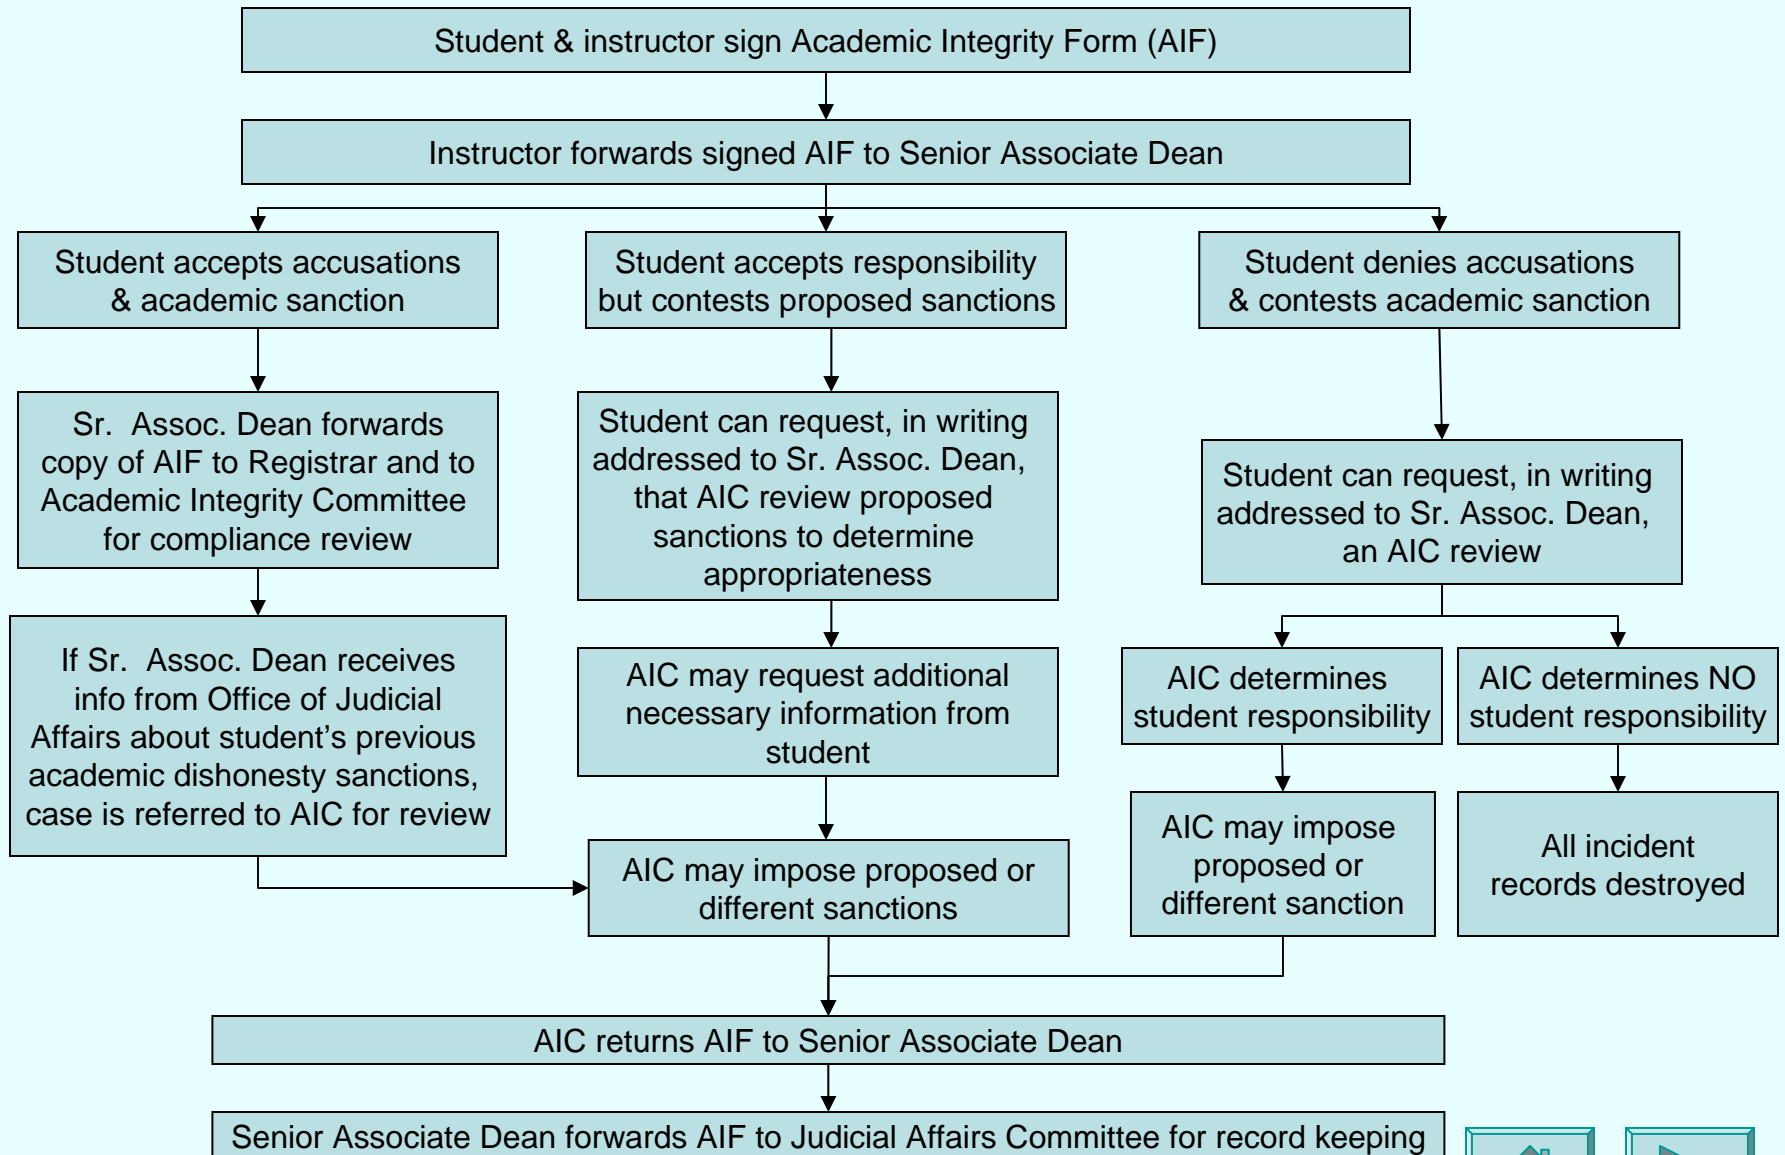 Student & instructor sign Academic Integrity Form (AIF)
Instructor forwards signed AIF to Senior Associate Dean
Student accepts accusations
& academic sanction
Student accepts responsibility
but contests proposed sanctions
Student denies accusations
& contests academic sanction
Sr. Assoc. Dean forwards
copy of AIF to Registrar and to
Academic Integrity Committee
for compliance review
Student can request, in writing
addressed to Sr. Assoc. Dean,
that AIC review proposed
sanctions to determine
appropriateness
Student can request, in writing
addressed to Sr. Assoc. Dean,
an AIC review
If Sr. Assoc. Dean receives
info from Office of Judicial
Affairs about student’s previous
academic dishonesty sanctions,
case is referred to AIC for review
AIC may request additional
necessary information from
student
AIC determines
student responsibility
AIC determines NO
student responsibility
AIC may impose proposed or
different sanctions
AIC may impose
proposed or
different sanction
All incident
records destroyed
AIC returns AIF to Senior Associate Dean
Senior Associate Dean forwards AIF to Judicial Affairs Committee for record keeping